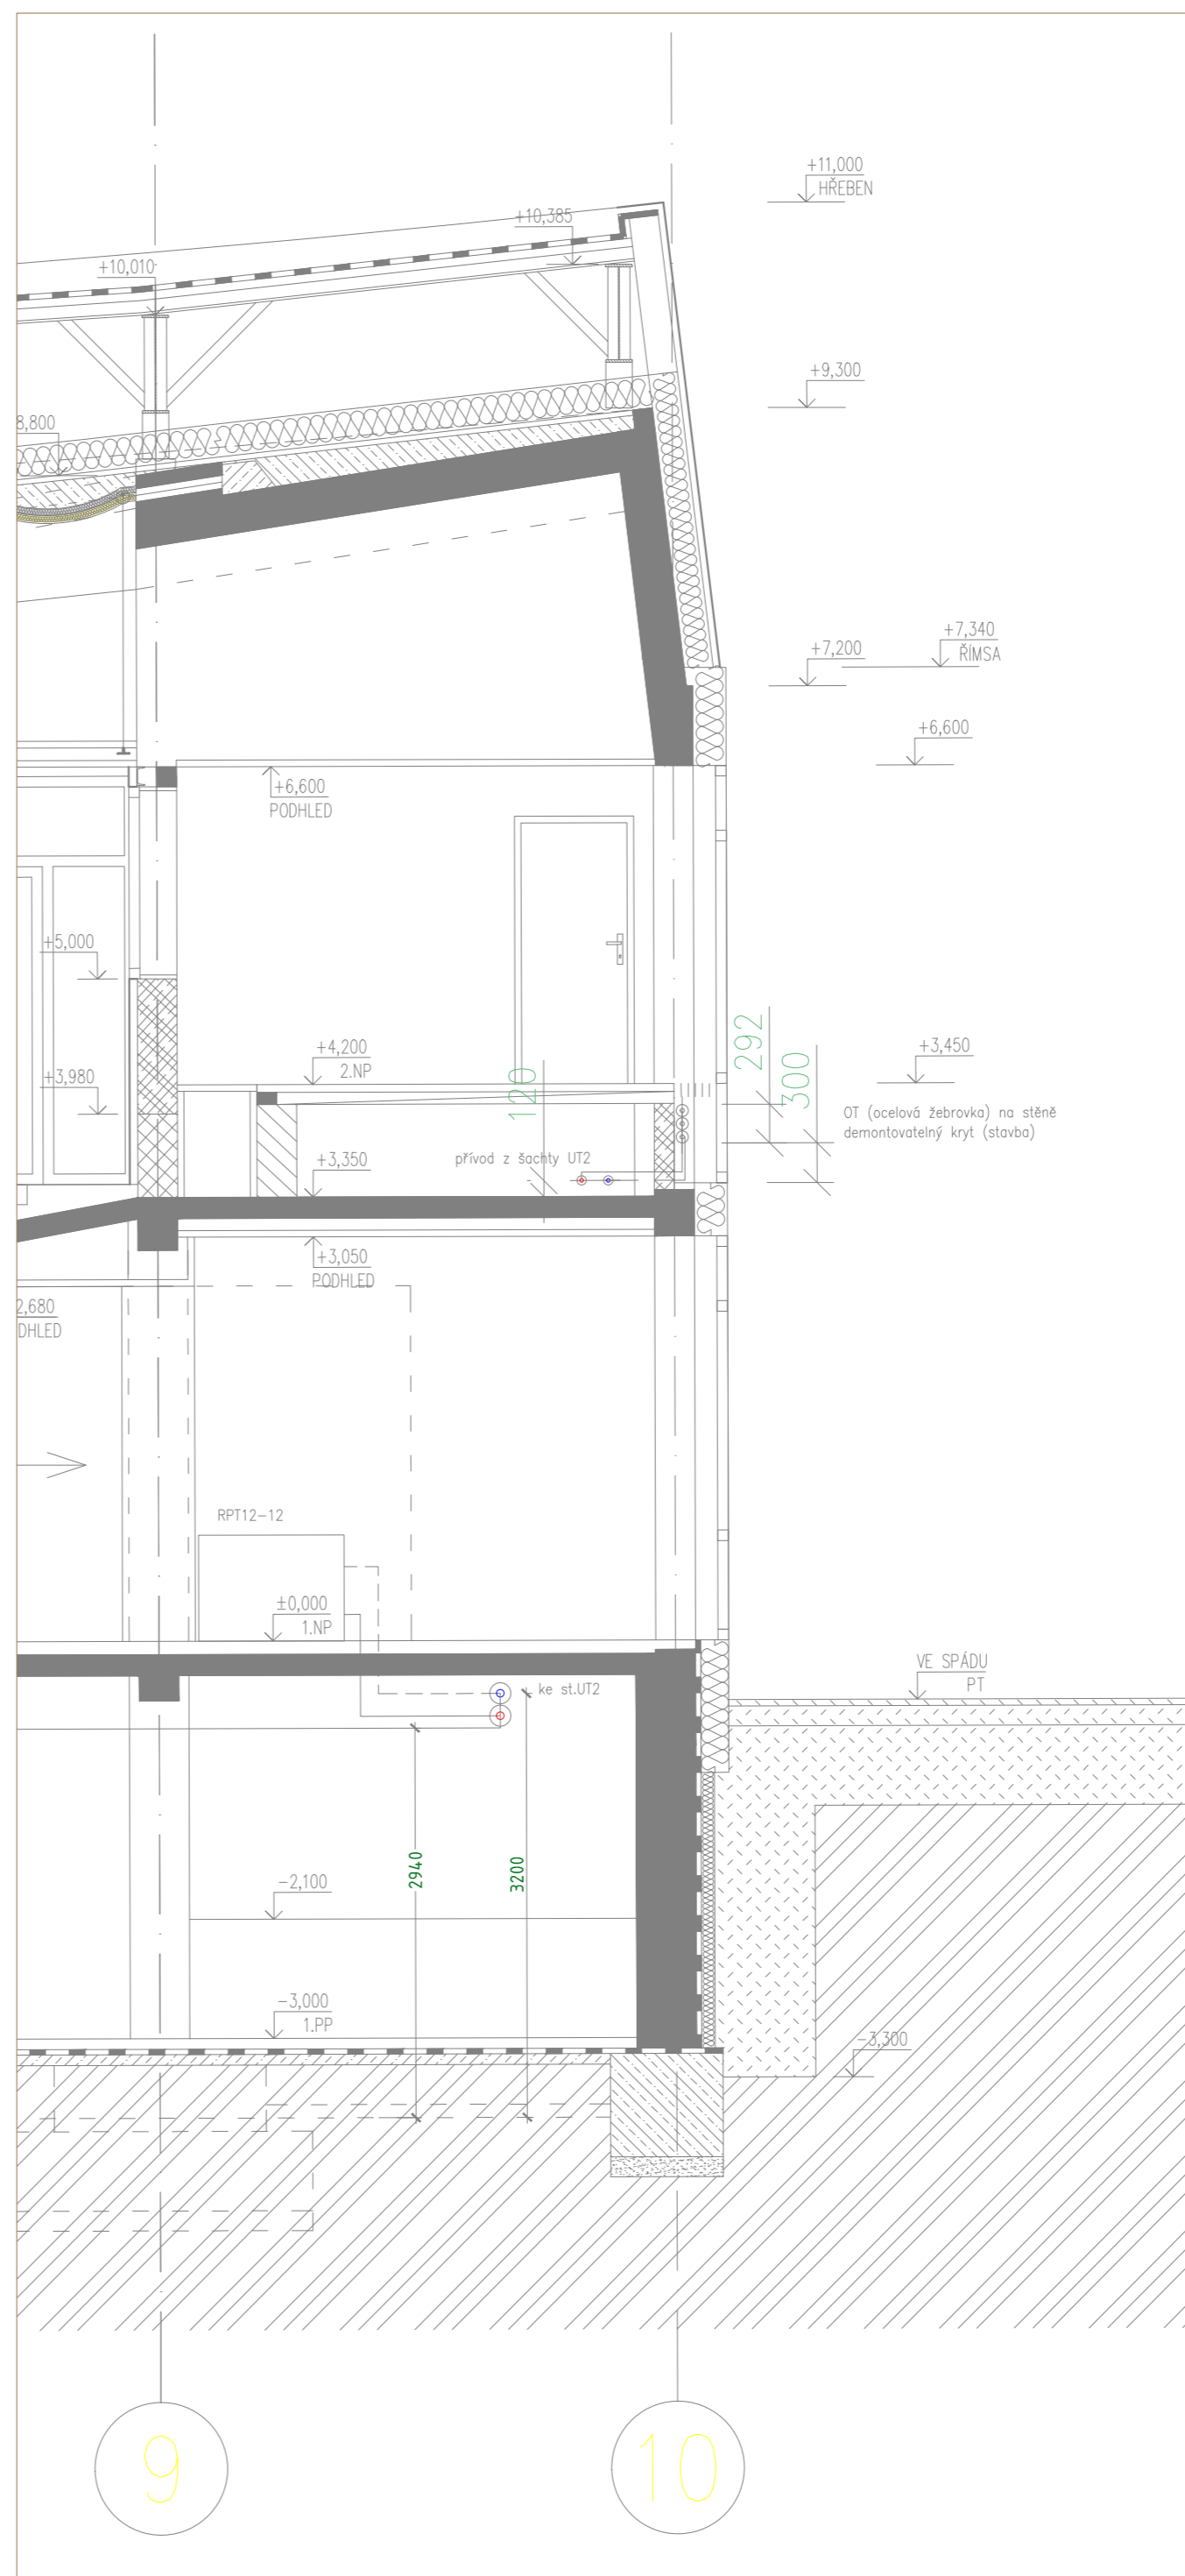 +11,000
HŘEBEN
+10,385
+10,010
+9,300
8,800
+7,340
ŘÍMSA
+7,200
+6,600
+6,600
PODHLED
+5,000
292
+4,200
2.NP
+3,450
300
120
+3,980
OT (ocelová žebrovka) na stěně
demontovatelný kryt (stavba)
přívod z šachty UT2
+3,350
+3,050
PODHLED
2,680
DHLED
RPT12-12
±0,000
1.NP
VE SPÁDU
PT
ke st.UT2
2940
3200
-2,100
-3,000
1.PP
-3,300
9
10